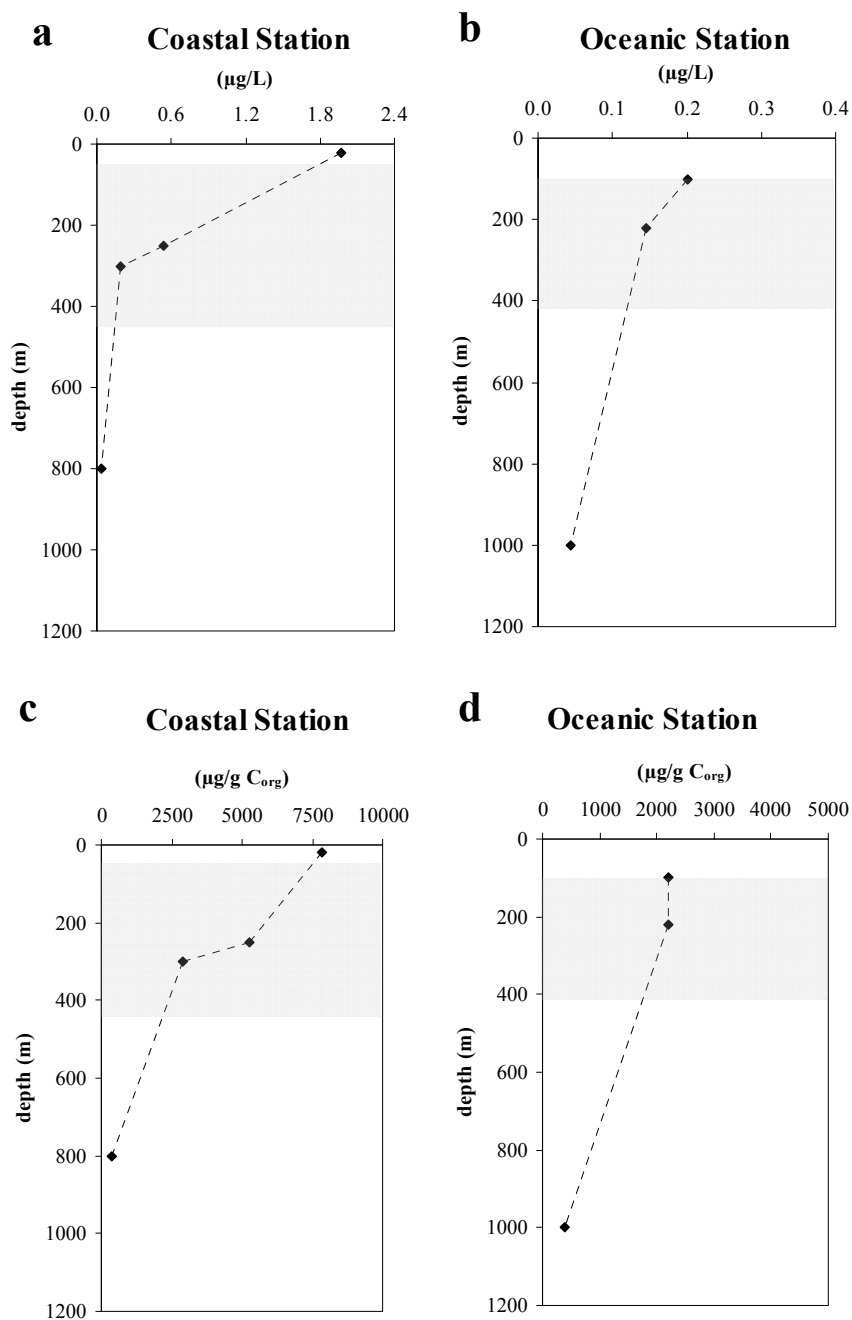 a
Coastal Station
(µg/L)
0.0 0.6 1.2 1.8 2.4
0
200
400
600
800
1000
1200
depth (m)
b
Oceanic Station
(µg/L)
0.0 0.1 0.2 0.3 0.4
0
200
400
600
800
1000
1200
depth (m)
c
Coastal Station
(µg/g Corg)
0 2500 5000 7500 10000
0
200
400
600
800
1000
1200
depth (m)
d
Oceanic Station
(µg/g Corg)
0 1000 2000 3000 4000 5000
0
200
400
600
800
1000
1200
depth (m)